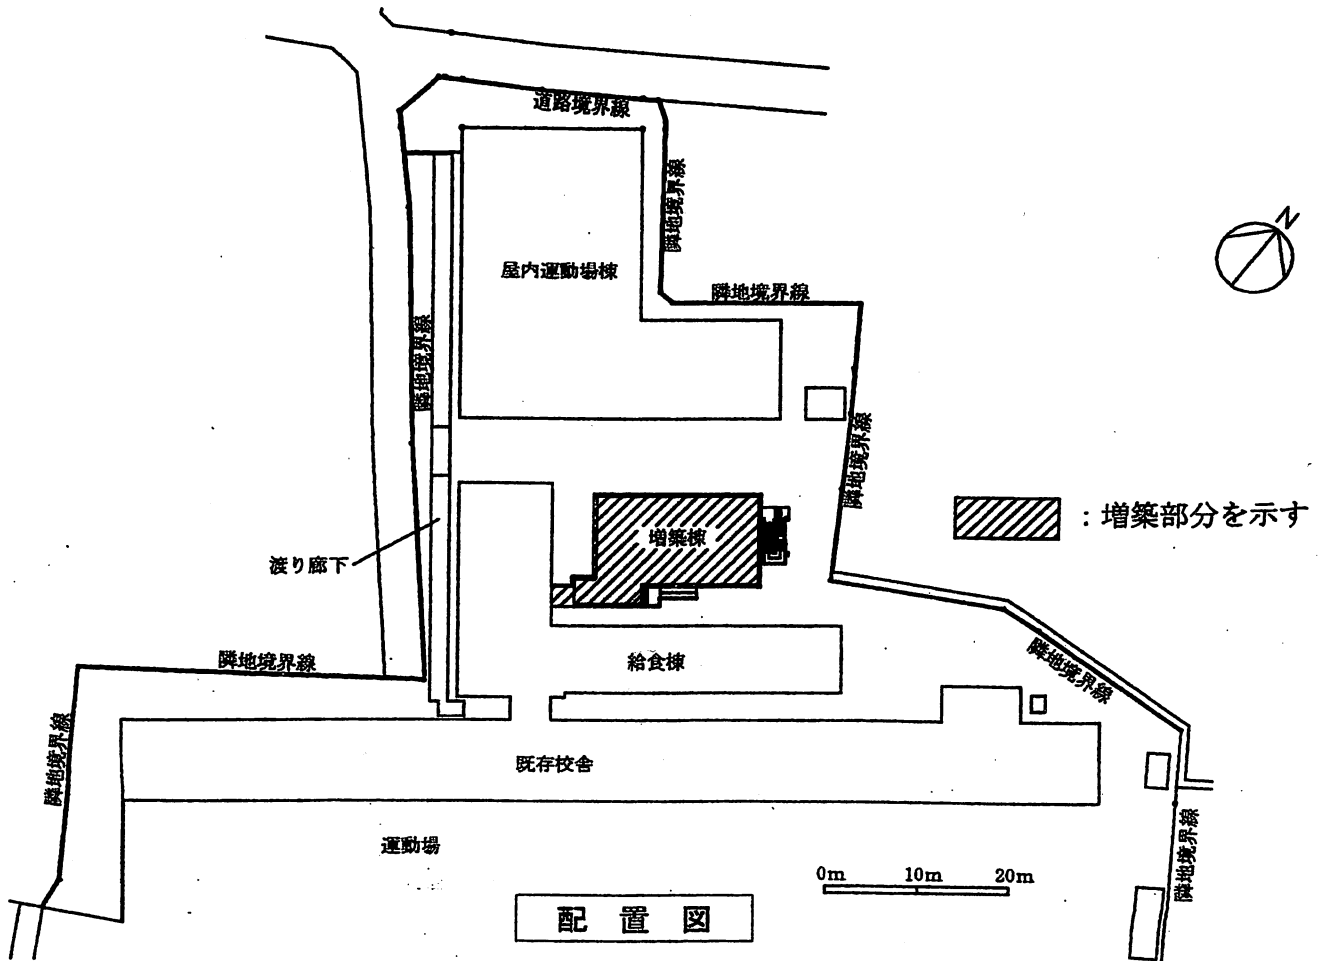 道路境界線
隣地境界線
屋内運動場棟
隣地境界線
隣地境界線
隣地境界線
増築棟
渡り廊下
隣地境界線
給食棟
隣地境界線
隣地境界線
既存校舎
運動場
隣地境界線
0m 10m 20m
配置図
N
：増築部分を示す